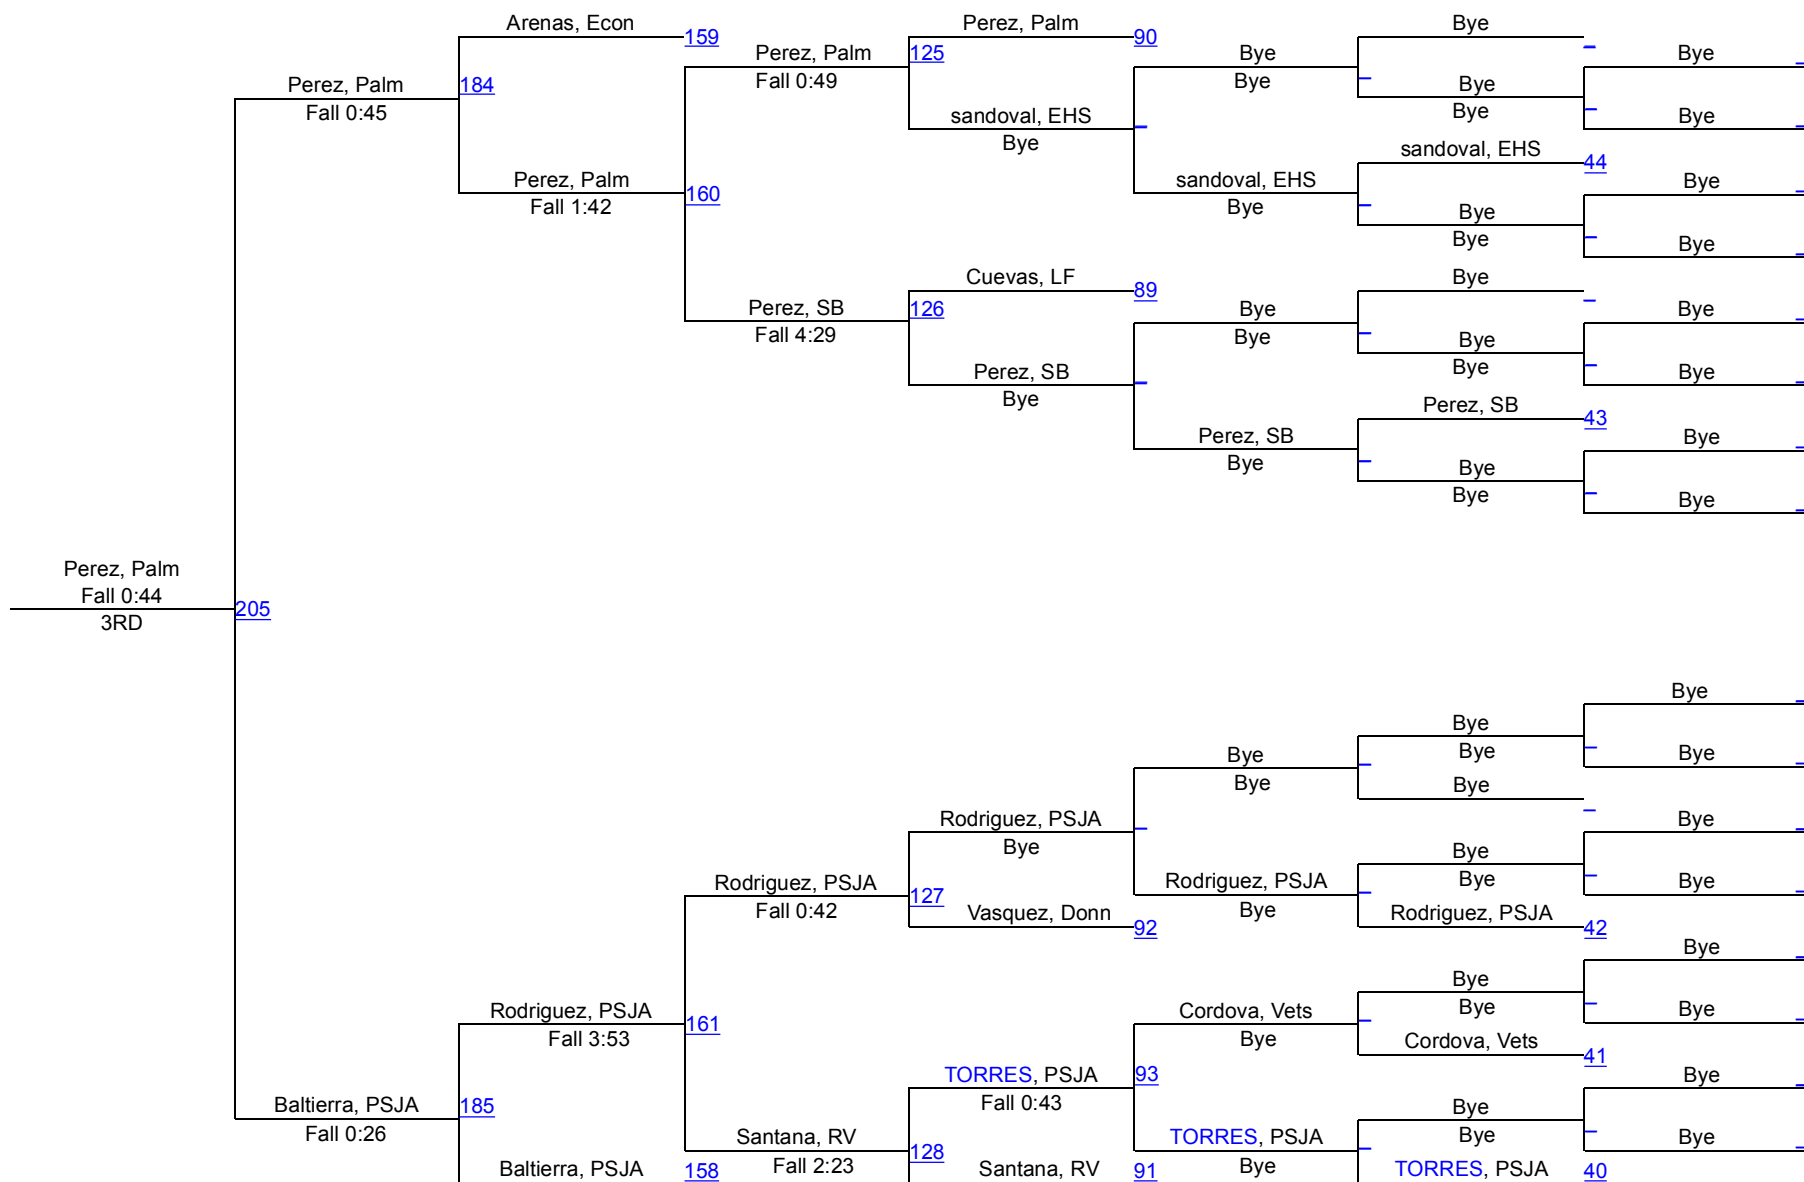 Arenas, Econ
159
Perez, Palm
90
Bye
Perez, Palm
Fall 0:49
125
Bye
Bye
Bye
Perez, Palm
Fall 0:45
184
Bye
Bye
sandoval, EHS
Bye
Bye
sandoval, EHS
44
Perez, Palm
Fall 1:42
160
sandoval, EHS
Bye
Bye
Bye
Bye
Bye
Cuevas, LF
89
Bye
Perez, SB
Fall 4:29
126
Bye
Bye
Bye
Bye
Bye
Perez, SB
Bye
Bye
Perez, SB
43
Perez, SB
Bye
Bye
Bye
Bye
Bye
Perez, Palm
Fall 0:44
3RD
205
Bye
Bye
Bye
Bye
Bye
Bye
Bye
Rodriguez, PSJA
Bye
Bye
Bye
Bye
Rodriguez, PSJA
Fall 0:42
127
Rodriguez, PSJA
Bye
Bye
Vasquez, Donn
92
Rodriguez, PSJA
42
Bye
Rodriguez, PSJA
Fall 3:53
161
Cordova, Vets
Bye
Bye
Bye
Bye
Cordova, Vets
41
TORRES, PSJA
Fall 0:43
93
Bye
Baltierra, PSJA
Fall 0:26
185
Bye
Bye
Santana, RV
Fall 2:23
128
TORRES, PSJA
Bye
Bye
Baltierra, PSJA
158
Santana, RV
91
TORRES, PSJA
40